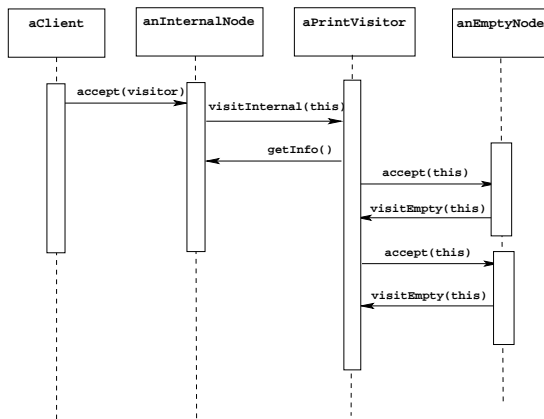 aClient
anInternalNode
aPrintVisitor
anEmptyNode
accept(visitor)
visitInternal(this)
getInfo()
accept(this)
visitEmpty(this)
accept(this)
visitEmpty(this)